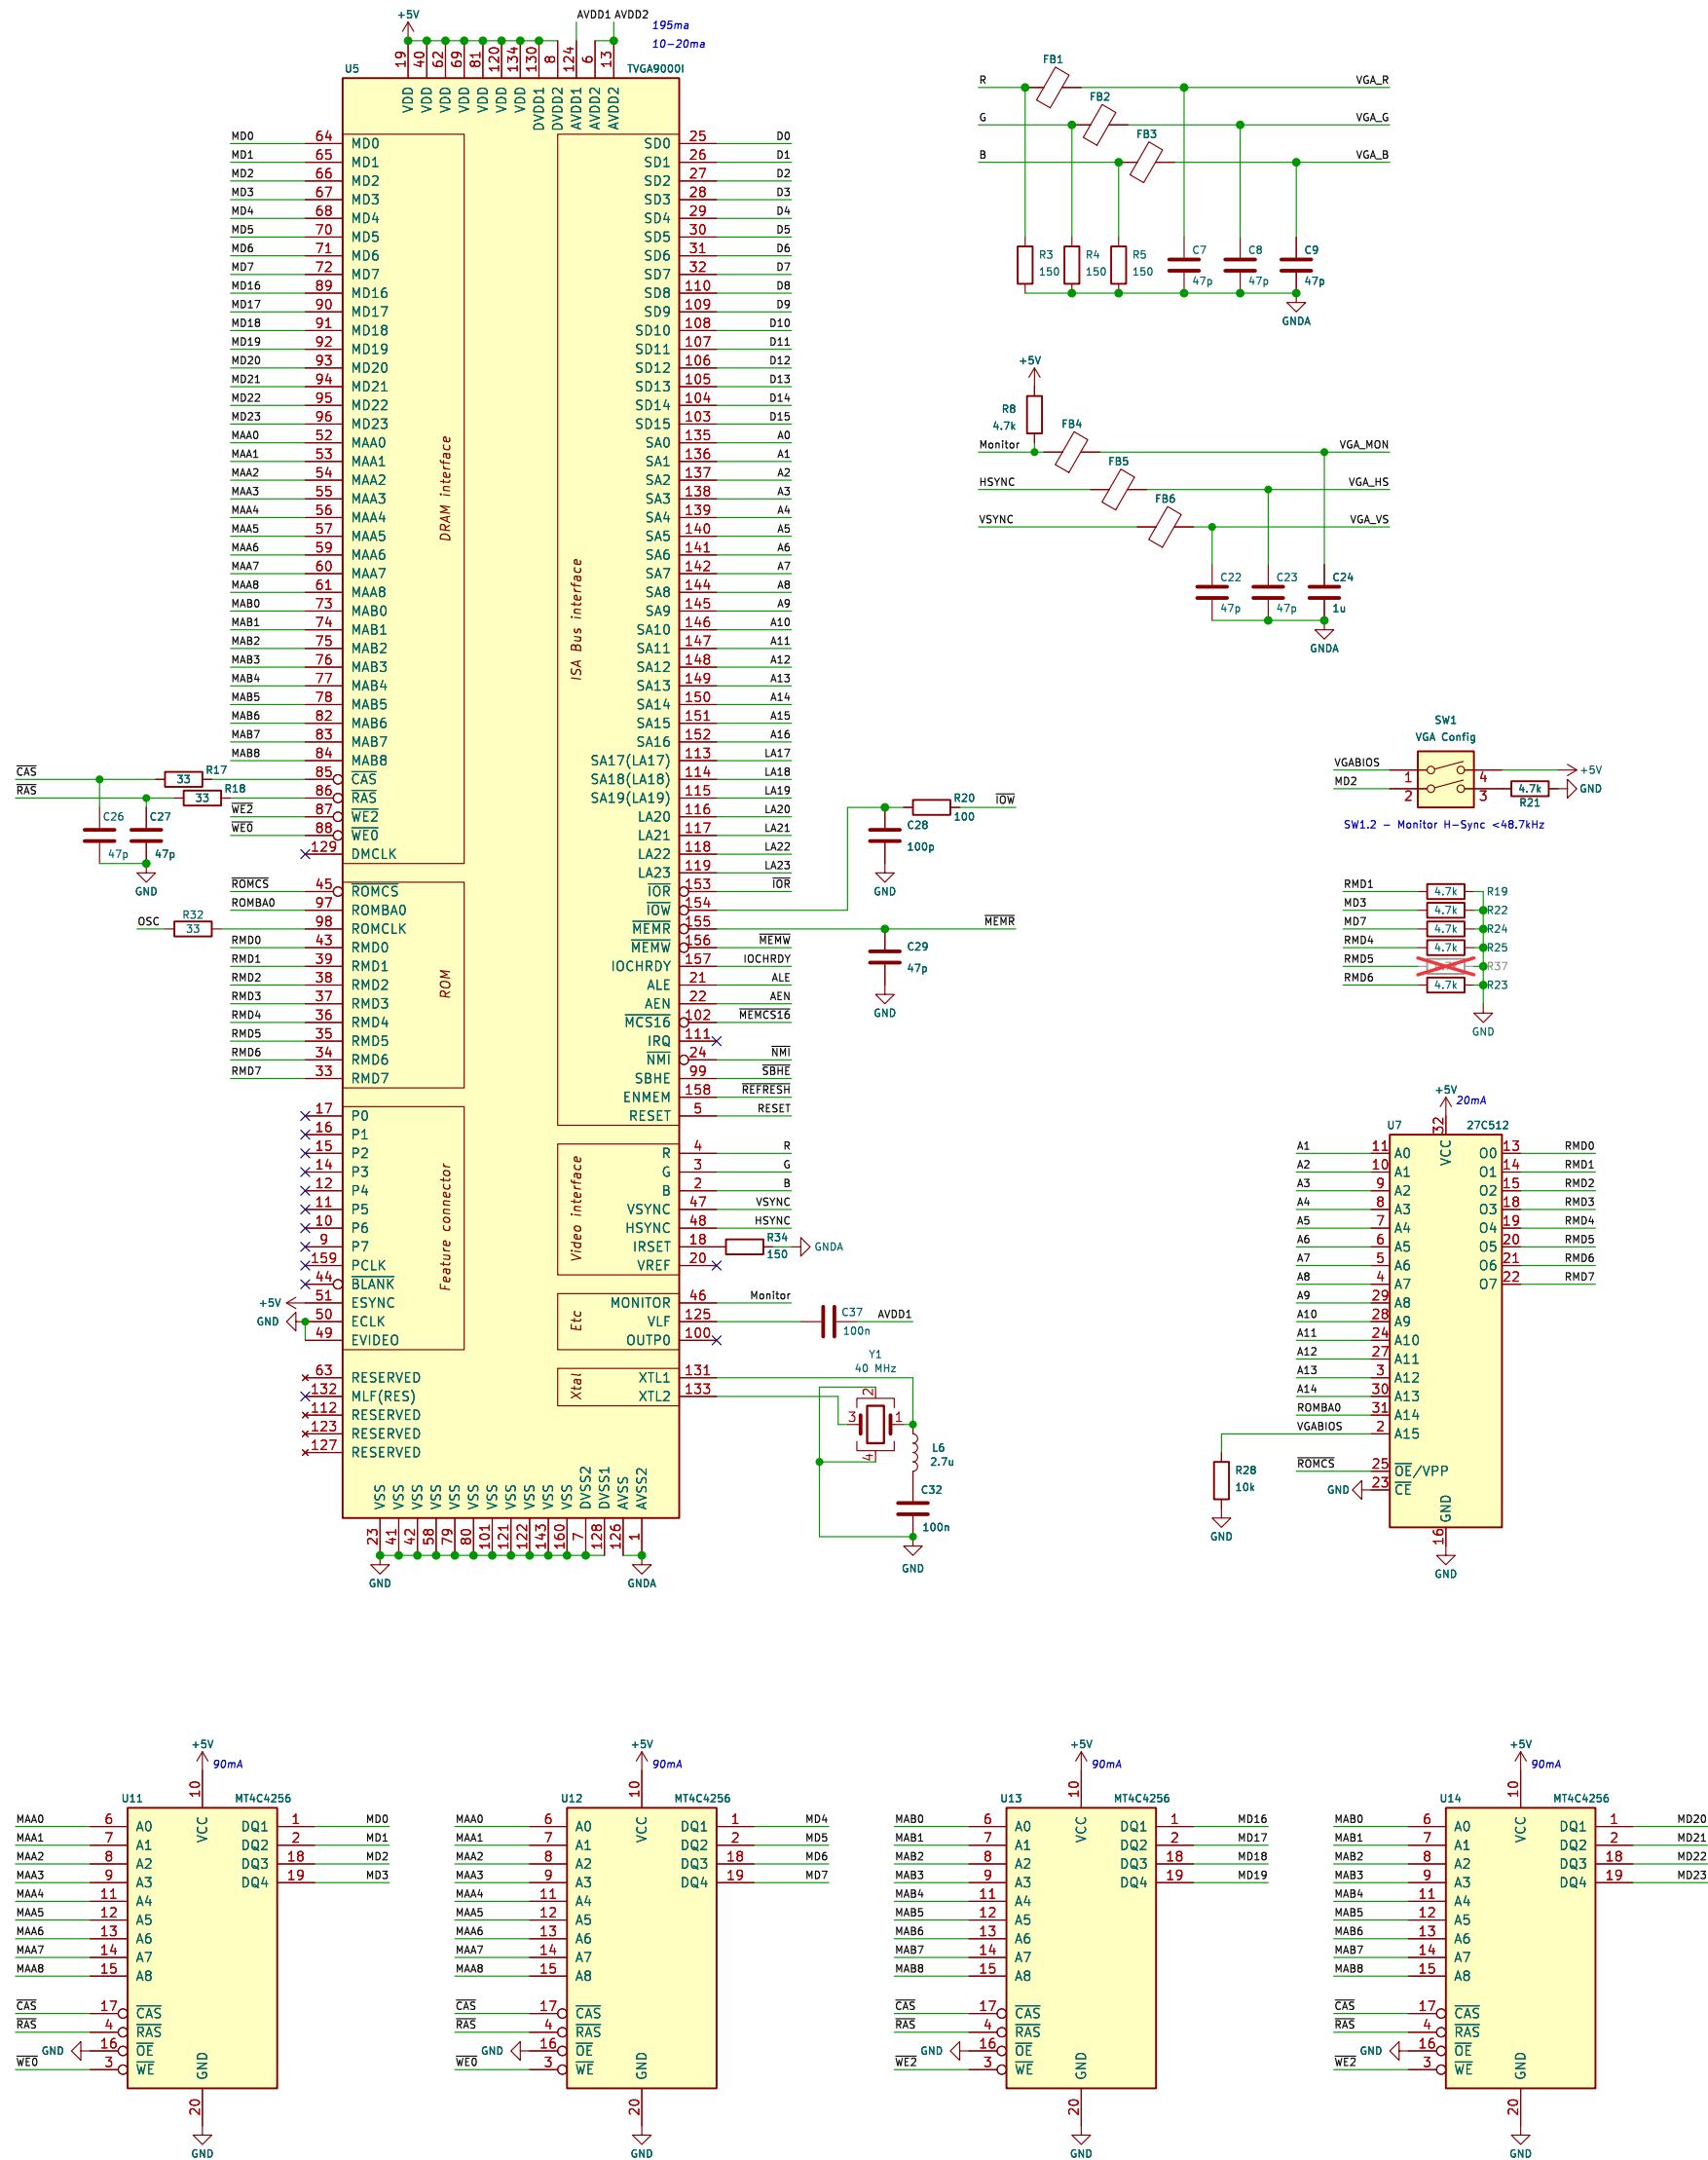 +5V
AVDD1 AVDD2
195ma
10-20ma
U5
TVGA9000I
19 40 62 69 81 120 134 130 8 124 6 13
VDD VDD VDD VDD VDD VDD VDD DVDD1 DVDD2 AVDD1 AVDD2 AVDD2
MD0 64 MD0
MD1 65 MD1
MD2 66 MD2
MD3 67 MD3
MD4 68 MD4
MD5 70 MD5
MD6 71 MD6
MD7 72 MD7
MD16 89 MD16
MD17 90 MD17
MD18 91 MD18
MD19 92 MD19
MD20 93 MD20
MD21 94 MD21
MD22 95 MD22
MD23 96 MD23
MAA0 52 MAA0
MAA1 53 MAA1
MAA2 54 MAA2
MAA3 55 MAA3
MAA4 56 MAA4
MAA5 57 MAA5
MAA6 59 MAA6
MAA7 60 MAA7
MAA8 61 MAA8
MAB0 73 MAB0
MAB1 74 MAB1
MAB2 75 MAB2
MAB3 76 MAB3
MAB4 77 MAB4
MAB5 78 MAB5
MAB6 82 MAB6
MAB7 83 MAB7
MAB8 84 MAB8
CAS 33 R17 85 CAS
RAS 33 R18 86 RAS
WE2 87 WE2
WE0 88 WE0
129 DMCLK
C26
47p
C27
47p
GND
DRAM interface
ROMCS 45 ROMCS
ROMBA0 97 ROMBA0
OSC R32 33 98 ROMCLK
RMD0 43 RMD0
RMD1 39 RMD1
RMD2 38 RMD2
RMD3 37 RMD3
RMD4 36 RMD4
RMD5 35 RMD5
RMD6 34 RMD6
RMD7 33 RMD7
ROM
17 P0
16 P1
15 P2
14 P3
12 P4
11 P5
10 P6
9 P7
159 PCLK
44 BLANK
+5V 51 ESYNC
GND 50 ECLK
49 EVIDEO
Feature connector
63 RESERVED
132 MLF(RES)
112 RESERVED
123 RESERVED
127 RESERVED
VSS VSS VSS VSS VSS VSS VSS VSS VSS VSS VSS DVSS2 DVSS1 AVSS AVSS2
23 41 42 58 79 80 101 121 122 143 160 7 128 126 1
GND
GNDA
ISA Bus interface
SD0 25 D0
SD1 26 D1
SD2 27 D2
SD3 28 D3
SD4 29 D4
SD5 30 D5
SD6 31 D6
SD7 32 D7
SD8 110 D8
SD9 109 D9
SD10 108 D10
SD11 107 D11
SD12 106 D12
SD13 105 D13
SD14 104 D14
SD15 103 D15
SA0 135 A0
SA1 136 A1
SA2 137 A2
SA3 138 A3
SA4 139 A4
SA5 140 A5
SA6 141 A6
SA7 142 A7
SA8 144 A8
SA9 145 A9
SA10 146 A10
SA11 147 A11
SA12 148 A12
SA13 149 A13
SA14 150 A14
SA15 151 A15
SA16 152 A16
SA17(LA17) 113 LA17
SA18(LA18) 114 LA18
SA19(LA19) 115 LA19
LA20 116 LA20
LA21 117 LA21
LA22 118 LA22
LA23 119 LA23
IOR 153 IOR
IOW 154
MEMR 155 MEMR
MEMW 156 MEMW
IOCHRDY 157 IOCHRDY
ALE 21 ALE
AEN 22 AEN
MCS16 102 MEMCS16
IRQ 111
NMI 24 NMI
SBHE 99 SBHE
ENMEM 158 REFRESH
RESET 5 RESET
R20
100
IOW
C28
100p
GND
C29
47p
GND
Video interface
R 4 R
G 3 G
B 2 B
VSYNC 47 VSYNC
HSYNC 48 HSYNC
IRSET 18 R34 150 GNDA
VREF 20
Etc
MONITOR 46 Monitor
VLF 125 C37 100n AVDD1
OUTP0 100
Xtal
XTL1 131
XTL2 133
Y1
40 MHz
2
3
1
4
L6
2.7u
C32
100n
GND
R FB1 VGA_R
G FB2 VGA_G
B FB3 VGA_B
R3 150
R4 150
R5 150
C7 47p
C8 47p
C9 47p
GNDA
+5V
R8
4.7k
Monitor FB4 VGA_MON
HSYNC FB5 VGA_HS
VSYNC FB6 VGA_VS
C22 47p
C23 47p
C24 1u
GNDA
SW1
VGA Config
VGABIOS 1 4 +5V
MD2 2 3 4.7k R21 GND
SW1.2 - Monitor H-Sync <48.7kHz
RMD1 4.7k R19
MD3 4.7k R22
MD7 4.7k R24
RMD4 4.7k R25
RMD5 R37
RMD6 4.7k R23
GND
+5V
20mA
U7
27C512
32
VCC
A1 11 A0 O0 13 RMD0
A2 10 A1 O1 14 RMD1
A3 9 A2 O2 15 RMD2
A4 8 A3 O3 18 RMD3
A5 7 A4 O4 19 RMD4
A6 6 A5 O5 20 RMD5
A7 5 A6 O6 21 RMD6
A8 4 A7 O7 22 RMD7
A9 29 A8
A10 28 A9
A11 24 A10
A12 27 A11
A13 3 A12
A14 30 A13
ROMBA0 31 A14
VGABIOS 2 A15
ROMCS 25 OE/VPP
GND 23 CE
R28
10k
GND
GND
16
GND
+5V
90mA
10
U11
MT4C4256
VCC
MAA0 6 A0 DQ1 1 MD0
MAA1 7 A1 DQ2 2 MD1
MAA2 8 A2 DQ3 18 MD2
MAA3 9 A3 DQ4 19 MD3
MAA4 11 A4
MAA5 12 A5
MAA6 13 A6
MAA7 14 A7
MAA8 15 A8
CAS 17 CAS
RAS 4 RAS
GND 16 OE
WE0 3 WE
GND
20
GND
+5V
90mA
10
U12
MT4C4256
VCC
MAA0 6 A0 DQ1 1 MD4
MAA1 7 A1 DQ2 2 MD5
MAA2 8 A2 DQ3 18 MD6
MAA3 9 A3 DQ4 19 MD7
MAA4 11 A4
MAA5 12 A5
MAA6 13 A6
MAA7 14 A7
MAA8 15 A8
CAS 17 CAS
RAS 4 RAS
GND 16 OE
WE0 3 WE
GND
20
GND
+5V
90mA
10
U13
MT4C4256
VCC
MAB0 6 A0 DQ1 1 MD16
MAB1 7 A1 DQ2 2 MD17
MAB2 8 A2 DQ3 18 MD18
MAB3 9 A3 DQ4 19 MD19
MAB4 11 A4
MAB5 12 A5
MAB6 13 A6
MAB7 14 A7
MAB8 15 A8
CAS 17 CAS
RAS 4 RAS
GND 16 OE
WE2 3 WE
GND
20
GND
+5V
90mA
10
U14
MT4C4256
VCC
MAB0 6 A0 DQ1 1 MD20
MAB1 7 A1 DQ2 2 MD21
MAB2 8 A2 DQ3 18 MD22
MAB3 9 A3 DQ4 19 MD23
MAB4 11 A4
MAB5 12 A5
MAB6 13 A6
MAB7 14 A7
MAB8 15 A8
CAS 17 CAS
RAS 4 RAS
GND 16 OE
WE2 3 WE
GND
20
GND